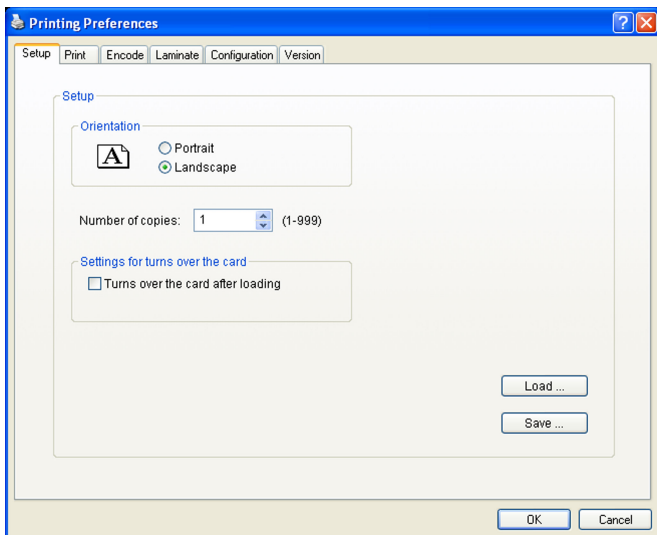 Printing Preferences
Setup Print Encode Laminate Configuration Version
Setup
Orientation
A
Portrait
Landscape
Number of copies: 1 (1-999)
Settings for turns over the card
Turns over the card after loading
Load ...
Save ...
OK Cancel